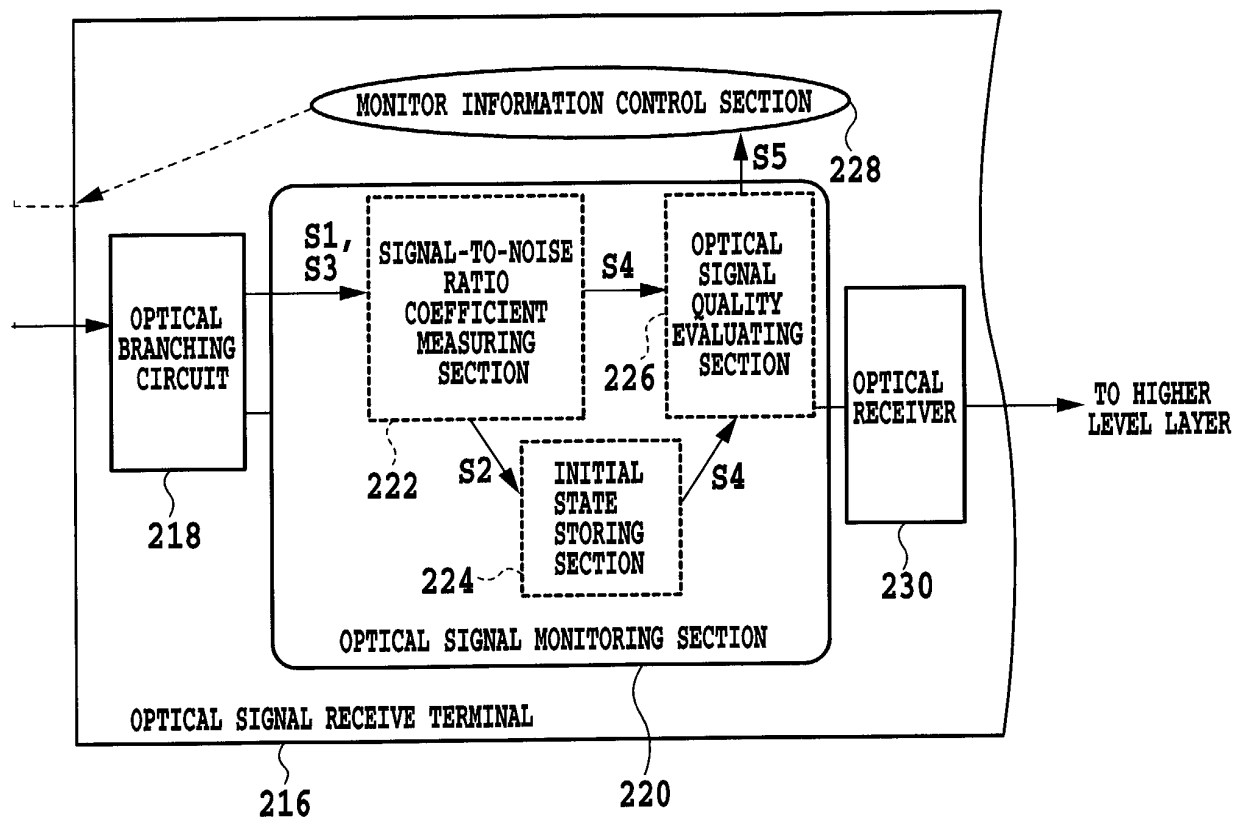 MONITOR INFORMATION CONTROL SECTION
228
S5
S1,
S3
SIGNAL-TO-NOISE
RATIO
COEFFICIENT
MEASURING
SECTION
222
S4
OPTICAL
SIGNAL
QUALITY
EVALUATING
SECTION
226
OPTICAL
BRANCHING
CIRCUIT
218
S2
INITIAL
STATE
STORING
SECTION
224
S4
OPTICAL
RECEIVER
230
TO HIGHER
LEVEL LAYER
OPTICAL SIGNAL MONITORING SECTION
220
OPTICAL SIGNAL RECEIVE TERMINAL
216